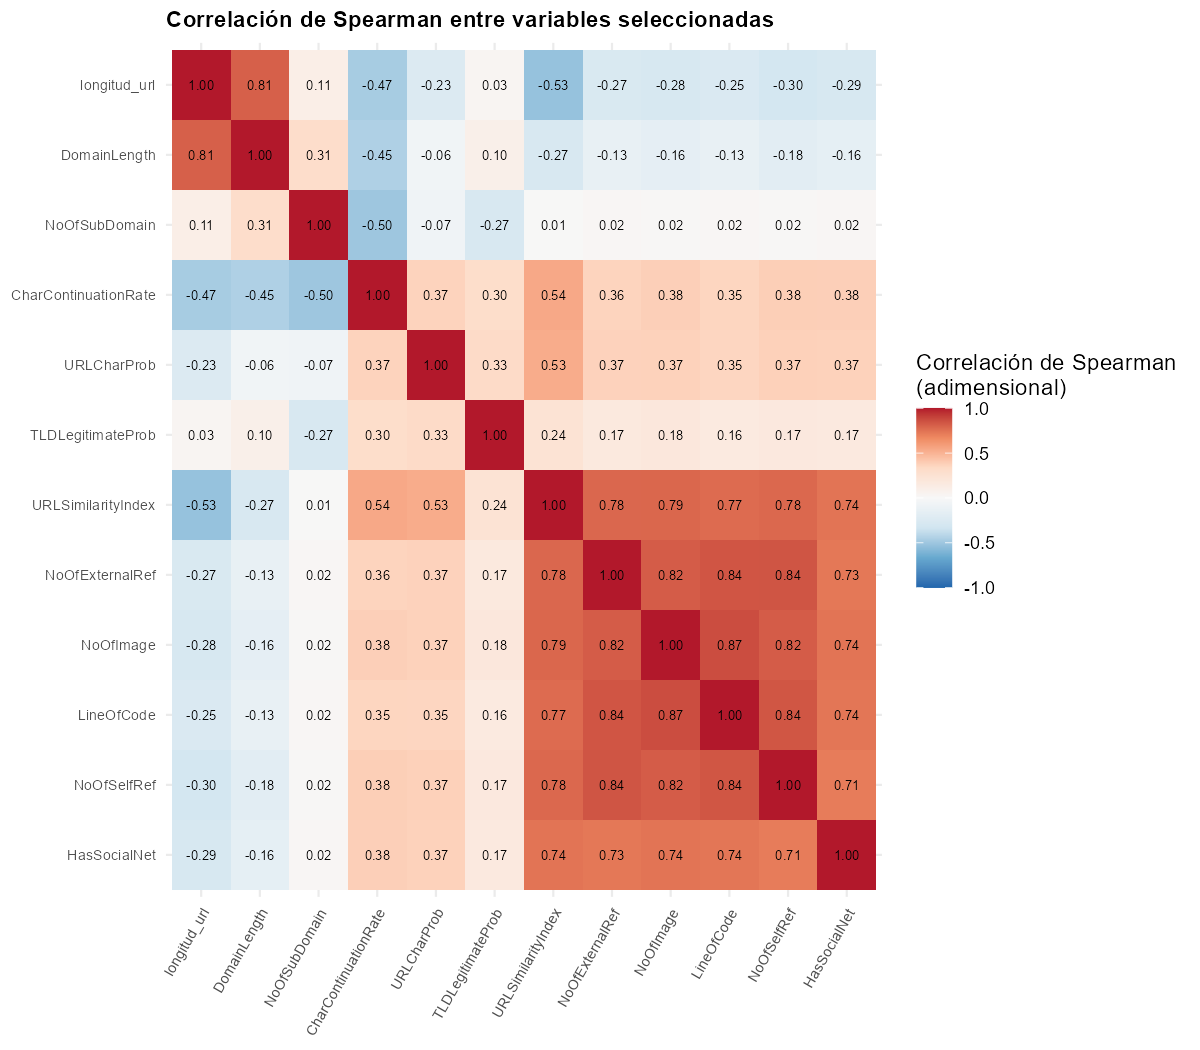 Correlación de Spearman entre variables seleccionadas
longitud_url 1.00 0.81 0.11 -0.47 -0.23 0.03 -0.53 -0.27 -0.28 -0.25 -0.30 -0.29
DomainLength 0.81 1.00 0.31 -0.45 -0.06 0.10 -0.27 -0.13 -0.16 -0.13 -0.18 -0.16
NoOfSubDomain 0.11 0.31 1.00 -0.50 -0.07 -0.27 0.01 0.02 0.02 0.02 0.02 0.02
CharContinuationRate -0.47 -0.45 -0.50 1.00 0.37 0.30 0.54 0.36 0.38 0.35 0.38 0.38
URLCharProb -0.23 -0.06 -0.07 0.37 1.00 0.33 0.53 0.37 0.37 0.35 0.37 0.37
TLDLegitimateProb 0.03 0.10 -0.27 0.30 0.33 1.00 0.24 0.17 0.18 0.16 0.17 0.17
URLSimilarityIndex -0.53 -0.27 0.01 0.54 0.53 0.24 1.00 0.78 0.79 0.77 0.78 0.74
NoOfExternalRef -0.27 -0.13 0.02 0.36 0.37 0.17 0.78 1.00 0.82 0.84 0.84 0.73
NoOfImage -0.28 -0.16 0.02 0.38 0.37 0.18 0.79 0.82 1.00 0.87 0.82 0.74
LineOfCode -0.25 -0.13 0.02 0.35 0.35 0.16 0.77 0.84 0.87 1.00 0.84 0.74
NoOfSelfRef -0.30 -0.18 0.02 0.38 0.37 0.17 0.78 0.84 0.82 0.84 1.00 0.71
HasSocialNet -0.29 -0.16 0.02 0.38 0.37 0.17 0.74 0.73 0.74 0.74 0.71 1.00
longitud_url
DomainLength
NoOfSubDomain
CharContinuationRate
URLCharProb
TLDLegitimateProb
URLSimilarityIndex
NoOfExternalRef
NoOfImage
LineOfCode
NoOfSelfRef
HasSocialNet
Correlación de Spearman
(adimensional)
1.0
0.5
0.0
-0.5
-1.0